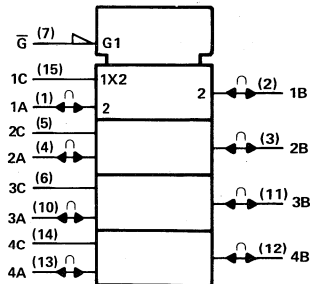 G̅ (7) G1
1C (15) 1X2
1A (1) ∩ 2
2 ∩ (2) 1B
2C (5)
2A (4) ∩
∩ (3) 2B
3C (6)
3A (10) ∩
∩ (11) 3B
4C (14)
4A (13) ∩
∩ (12) 4B